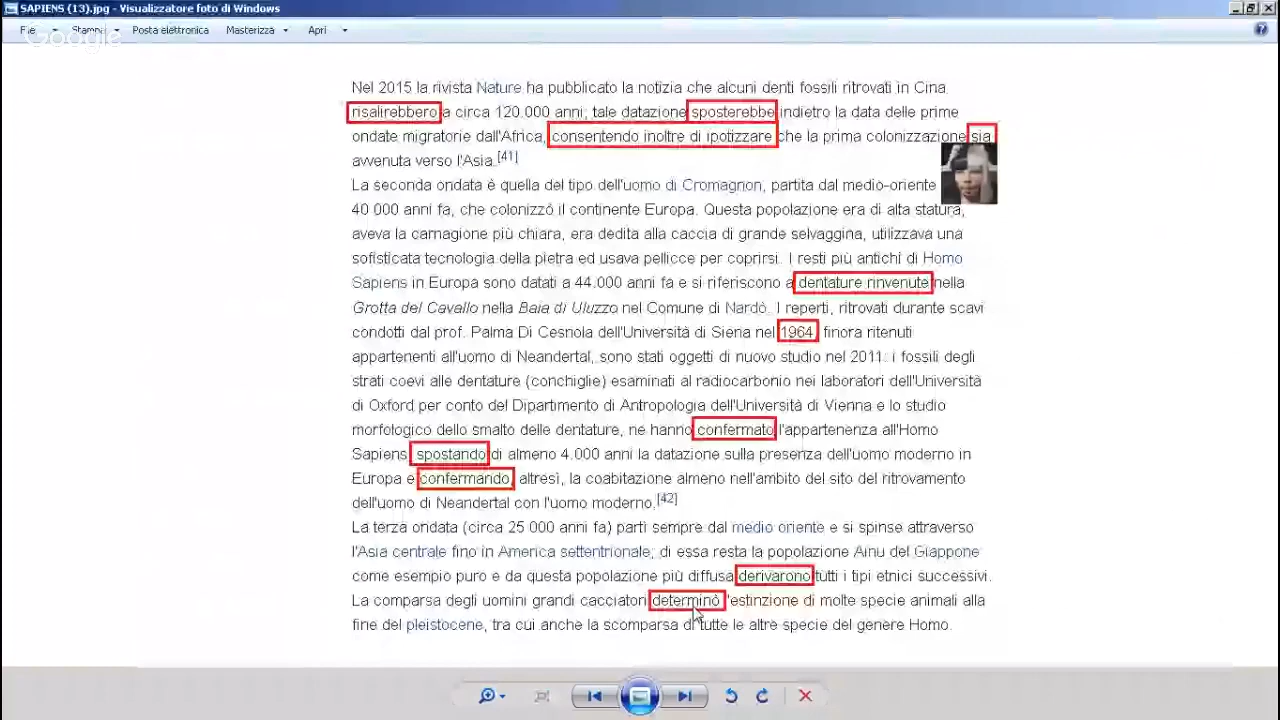 SAPIENS (13).jpg - Visualizzatore foto di Windows
File Stampa Posta elettronica Masterizza Apri
Google
Nel 2015 la rivista Nature ha pubblicato la notizia che alcuni denti fossili ritrovati in Cina
risalirebbero a circa 120.000 anni; tale datazione sposterebbe indietro la data delle prime
ondate migratorie dall'Africa, consentendo inoltre di ipotizzare che la prima colonizzazione sia
avvenuta verso l'Asia.[41]
La seconda ondata è quella del tipo dell'uomo di Cromagnon, partita dal medio-oriente
40 000 anni fa, che colonizzò il continente Europa. Questa popolazione era di alta statura,
aveva la carnagione più chiara, era dedita alla caccia di grande selvaggina, utilizzava una
sofisticata tecnologia della pietra ed usava pellicce per coprirsi. I resti più antichi di Homo
Sapiens in Europa sono datati a 44.000 anni fa e si riferiscono a dentature rinvenute nella
Grotta del Cavallo nella Baia di Uluzzo nel Comune di Nardò. I reperti, ritrovati durante scavi
condotti dal prof. Palma Di Cesnola dell'Università di Siena nel 1964, finora ritenuti
appartenenti all'uomo di Neandertal, sono stati oggetti di nuovo studio nel 2011: i fossili degli
strati coevi alle dentature (conchiglie) esaminati al radiocarbonio nei laboratori dell'Università
di Oxford per conto del Dipartimento di Antropologia dell'Università di Vienna e lo studio
morfologico dello smalto delle dentature, ne hanno confermato l'appartenenza all'Homo
Sapiens, spostando di almeno 4.000 anni la datazione sulla presenza dell'uomo moderno in
Europa e confermando, altresì, la coabitazione almeno nell'ambito del sito del ritrovamento
dell'uomo di Neandertal con l'uomo moderno.[42]
La terza ondata (circa 25 000 anni fa) partì sempre dal medio oriente e si spinse attraverso
l'Asia centrale fino in America settentrionale; di essa resta la popolazione Ainu del Giappone
come esempio puro e da questa popolazione più diffusa derivarono tutti i tipi etnici successivi.
La comparsa degli uomini grandi cacciatori determinò l'estinzione di molte specie animali alla
fine del pleistocene, tra cui anche la scomparsa di tutte le altre specie del genere Homo.